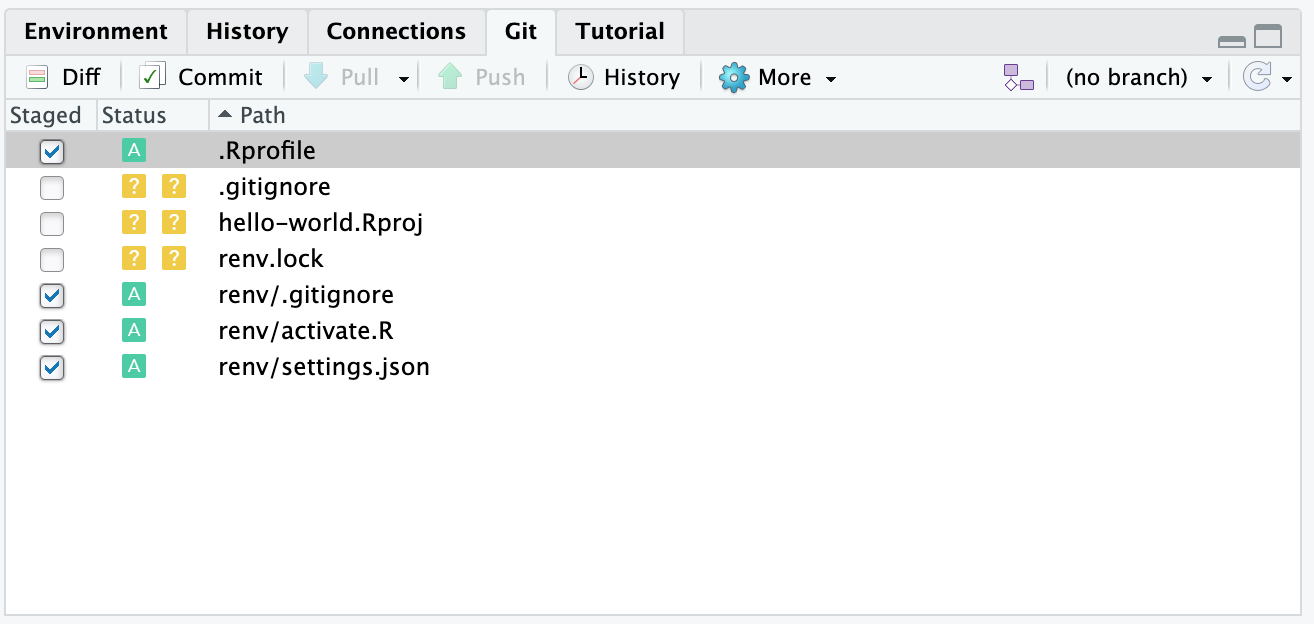 Environment History Connections Git Tutorial
Diff Commit Pull Push History More (no branch)
Staged Status Path
A .Rprofile
? ? .gitignore
? ? hello-world.Rproj
? ? renv.lock
A renv/.gitignore
A renv/activate.R
A renv/settings.json